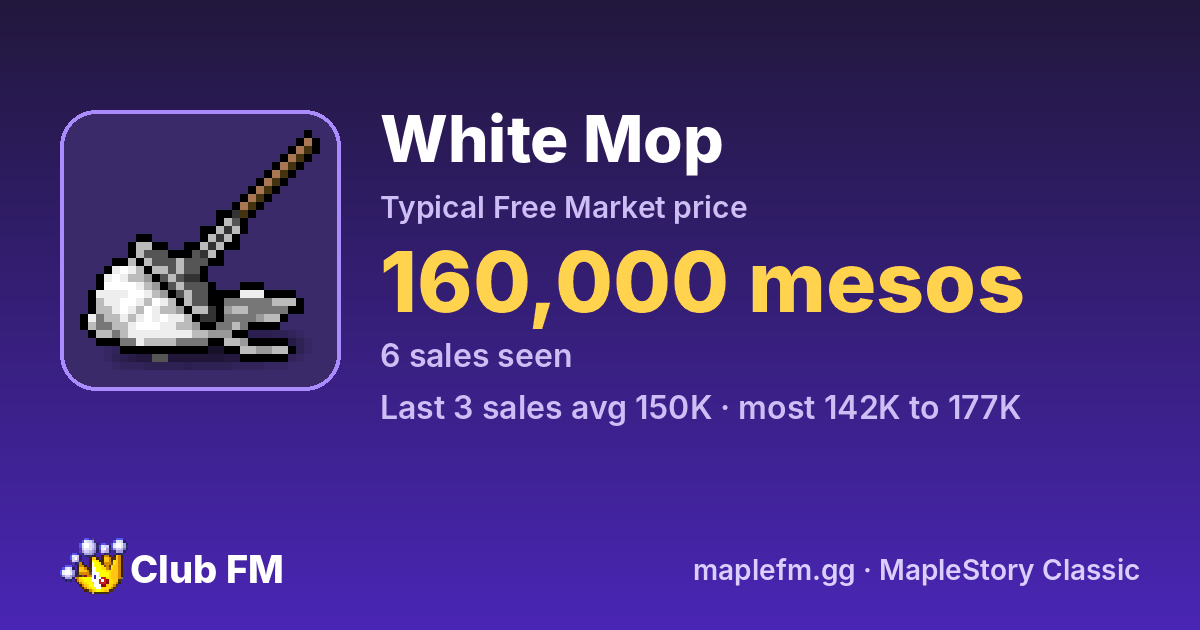 White Mop
Typical Free Market price
160,000 mesos
6 sales seen
Last 3 sales avg 150K · most 142K to 177K
Club FM
maplefm.gg · MapleStory Classic